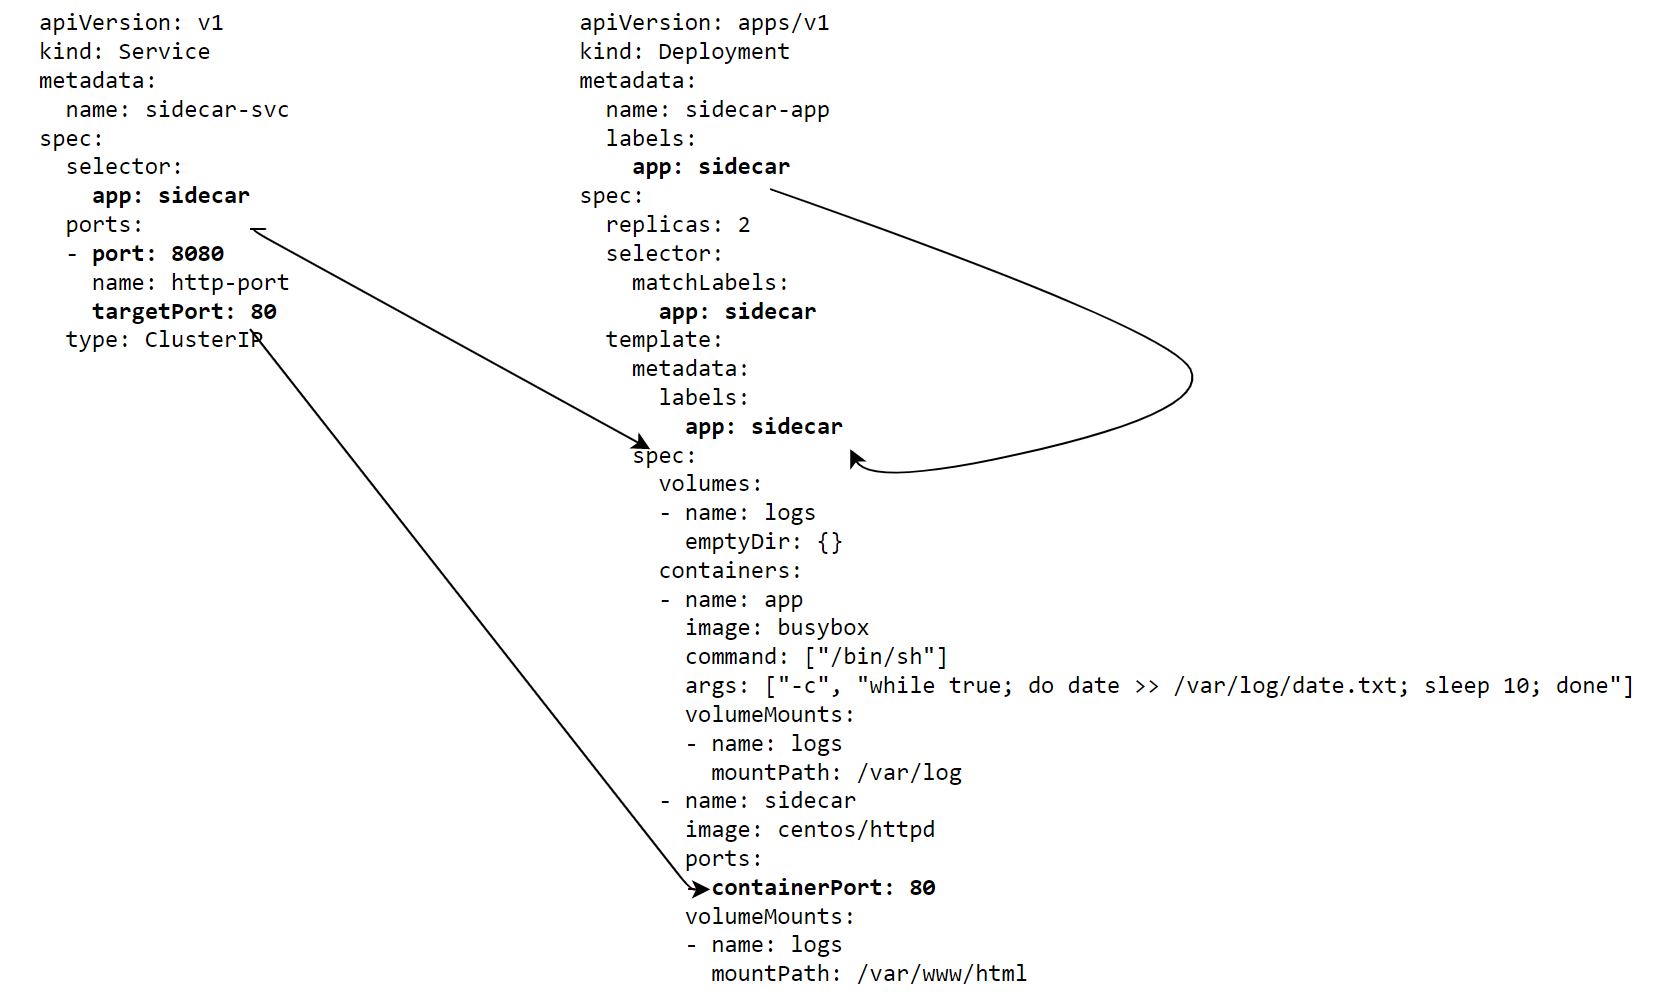 apiVersion: v1
kind: Service
metadata:
  name: sidecar-svc
spec:
  selector:
    app: sidecar
  ports:
  - port: 8080
    name: http-port
    targetPort: 80
  type: ClusterIP
apiVersion: apps/v1
kind: Deployment
metadata:
  name: sidecar-app
  labels:
    app: sidecar
spec:
  replicas: 2
  selector:
    matchLabels:
      app: sidecar
  template:
    metadata:
      labels:
        app: sidecar
    spec:
      volumes:
      - name: logs
        emptyDir: {}
      containers:
      - name: app
        image: busybox
        command: ["/bin/sh"]
        args: ["-c", "while true; do date >> /var/log/date.txt; sleep 10; done"]
        volumeMounts:
        - name: logs
          mountPath: /var/log
      - name: sidecar
        image: centos/httpd
        ports:
        - containerPort: 80
        volumeMounts:
        - name: logs
          mountPath: /var/www/html